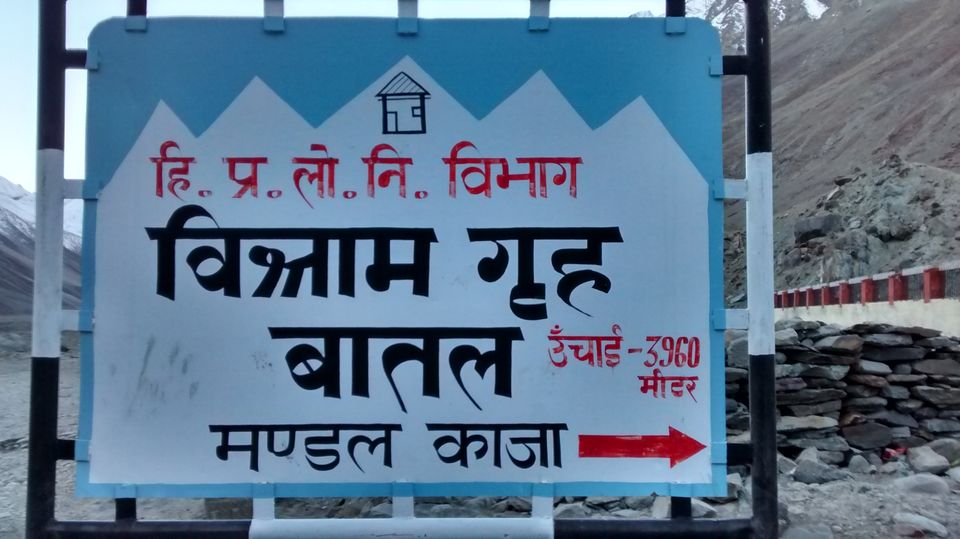 हि. प्र. लो. नि. विभाग
विश्राम गृह
बातल
उँचाई - 3960
मीटर
मण्डल काजा